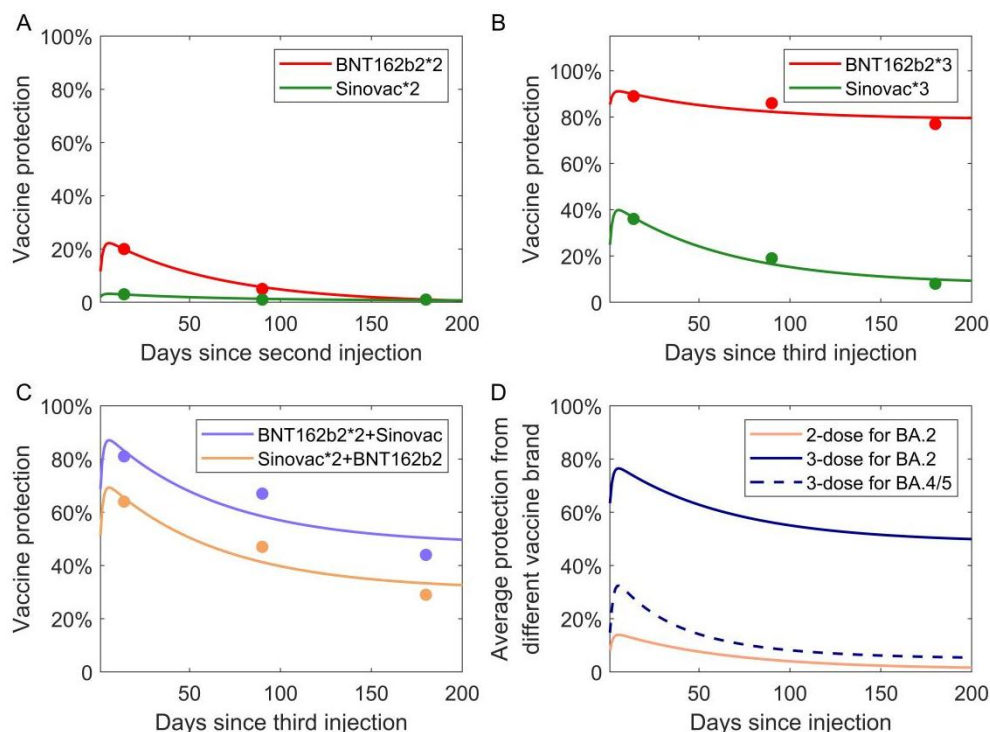 A
100%
80%
60%
40%
20%
0
Vaccine protection
BNT162b2*2
Sinovac*2
50
100
150
200
Days since second injection
B
100%
80%
60%
40%
20%
0
Vaccine protection
BNT162b2*3
Sinovac*3
50
100
150
200
Days since third injection
C
100%
80%
60%
40%
20%
0
Vaccine protection
BNT162b2*2+Sinovac
Sinovac*2+BNT162b2
50
100
150
200
Days since third injection
D
100%
80%
60%
40%
20%
0
Average protection from
different vaccine brand
2-dose for BA.2
3-dose for BA.2
3-dose for BA.4/5
50
100
150
200
Days since injection